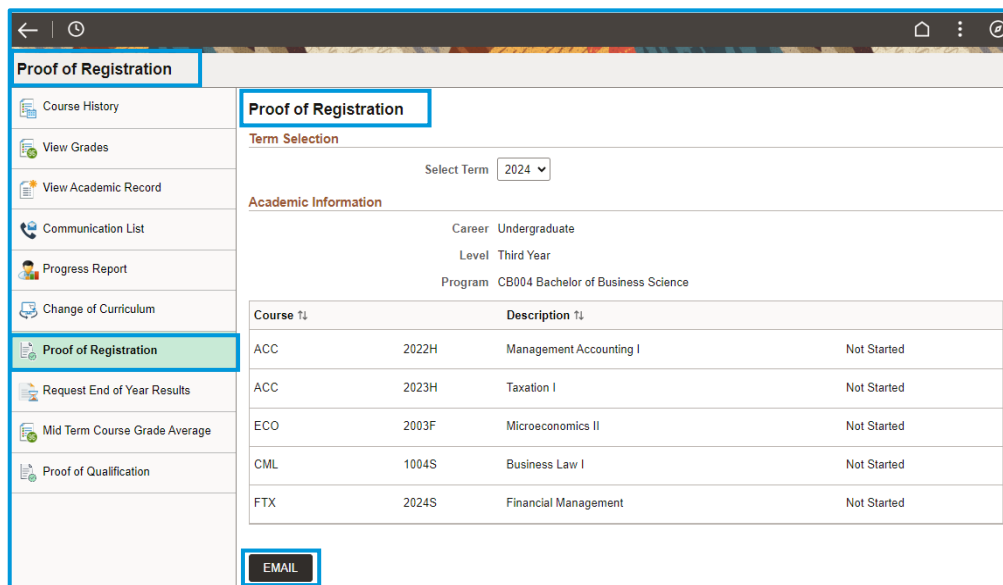 Proof of Registration
Course History
View Grades
View Academic Record
Communication List
Progress Report
Change of Curriculum
Proof of Registration
Request End of Year Results
Mid Term Course Grade Average
Proof of Qualification
Proof of Registration
Term Selection
Select Term 2024
Academic Information
Career Undergraduate
Level Third Year
Program CB004 Bachelor of Business Science
Course Description
ACC 2022H Management Accounting I Not Started
ACC 2023H Taxation I Not Started
ECO 2003F Microeconomics II Not Started
CML 1004S Business Law I Not Started
FTX 2024S Financial Management Not Started
EMAIL